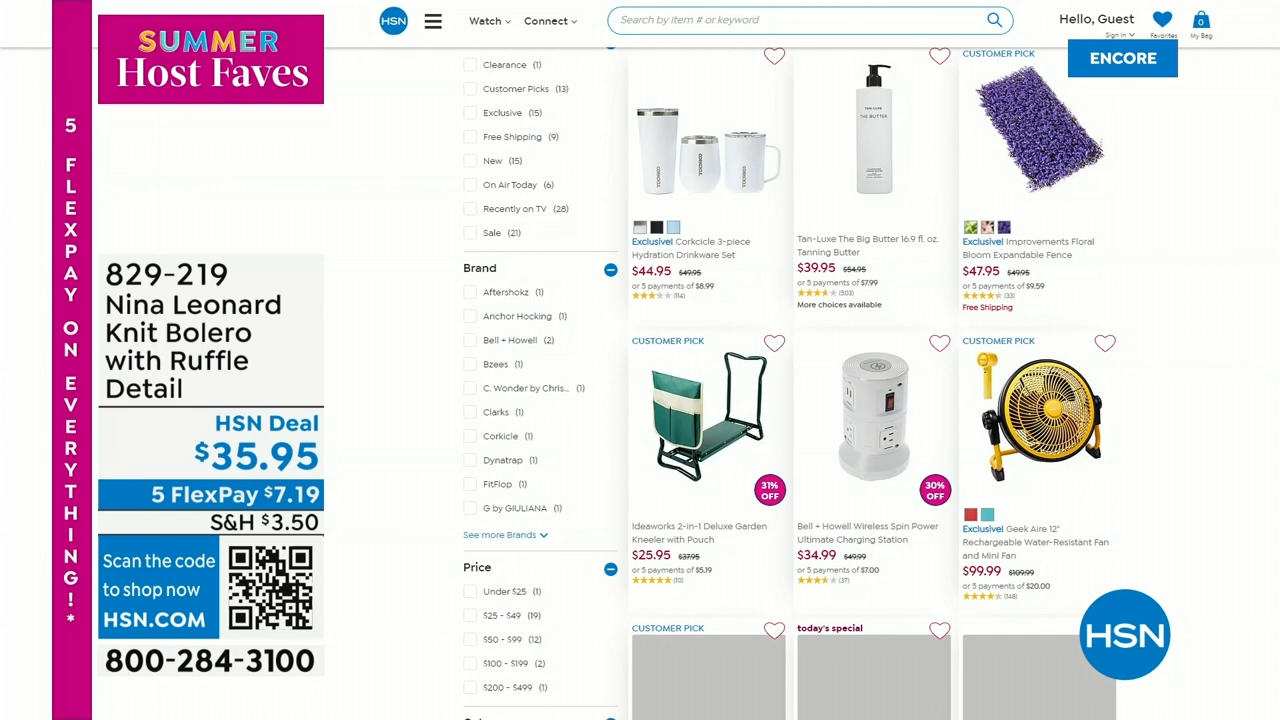 SUMMER
Host Faves
5 FLEXPAY ON EVERYTHING!*
829-219
Nina Leonard
Knit Bolero
with Ruffle
Detail
HSN Deal
$35.95
5 FlexPay $7.19
S&H $3.50
Scan the code
to shop now
HSN.COM
800-284-3100
HSN
Watch
Connect
Search by item # or keyword
Hello, Guest
Sign In
Favorites
0
My Bag
ENCORE
Clearance (1)
Customer Picks (13)
Exclusive (15)
Free Shipping (9)
New (15)
On Air Today (6)
Recently on TV (28)
Sale (21)
Brand
Aftershokz (1)
Anchor Hocking (1)
Bell + Howell (2)
Bzees (1)
C. Wonder by Chris... (1)
Clarks (1)
Corkicle (1)
Dynatrap (1)
FitFlop (1)
G by GIULIANA (1)
See more Brands
Price
Under $25 (1)
$25 - $49 (19)
$50 - $99 (12)
$100 - $199 (2)
$200 - $499 (1)
CORKCICLE
Exclusive! Corkcicle 3-piece
Hydration Drinkware Set
$44.95 $49.95
or 5 payments of $8.99
(114)
TAN-LUXE
THE BUTTER
Tan-Luxe The Big Butter 16.9 fl. oz.
Tanning Butter
$39.95 $54.95
or 5 payments of $7.99
(503)
More choices available
CUSTOMER PICK
Exclusive! Improvements Floral
Bloom Expandable Fence
$47.95 $49.95
or 5 payments of $9.59
(33)
Free Shipping
CUSTOMER PICK
31%
OFF
Ideaworks 2-in-1 Deluxe Garden
Kneeler with Pouch
$25.95 $37.95
or 5 payments of $5.19
(10)
30%
OFF
Bell + Howell Wireless Spin Power
Ultimate Charging Station
$34.99 $49.99
or 5 payments of $7.00
(37)
CUSTOMER PICK
Exclusive! Geek Aire 12"
Rechargeable Water-Resistant Fan
and Mini Fan
$99.99 $109.99
or 5 payments of $20.00
(148)
CUSTOMER PICK
today's special
HSN